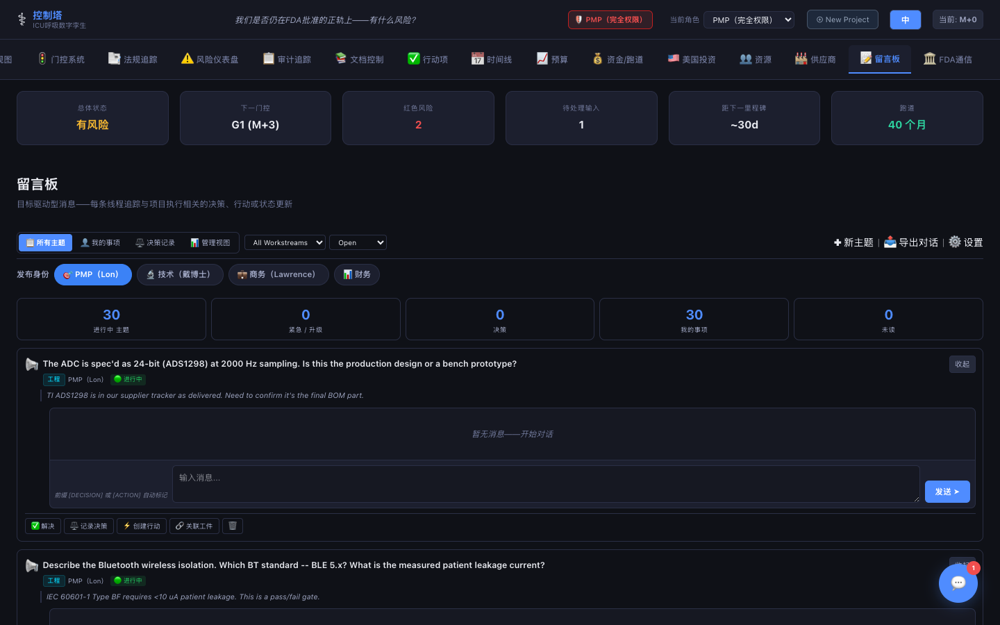 控制塔
ICU呼吸数字孪生
我们是否仍在FDA批准的正轨上——有什么风险?
PMP（完全权限）
当前角色
PMP（完全权限）
New Project
中
当前: M+0
视图
门控系统
法规追踪
风险仪表盘
审计追踪
文档控制
行动项
时间线
预算
资金/跑道
美国投资
资源
供应商
留言板
FDA通信
总体状态
有风险
下一门控
G1 (M+3)
红色风险
2
待处理输入
1
距下一里程碑
~30d
跑道
40 个月
留言板
目标驱动型消息——每条线程追踪与项目执行相关的决策、行动或状态更新
所有主题
我的事项
决策记录
管理视图
All Workstreams
Open
新主题 | 导出对话 | 设置
发布身份
PMP（Lon）
技术（戴博士）
商务（Lawrence）
财务
30
进行中 主题
0
紧急 / 升级
0
决策
30
我的事项
0
未读
The ADC is spec'd as 24-bit (ADS1298) at 2000 Hz sampling. Is this the production design or a bench prototype?
收起
工程 PMP（Lon） 进行中
TI ADS1298 is in our supplier tracker as delivered. Need to confirm it's the final BOM part.
暂无消息——开始对话
前缀 [DECISION] 或 [ACTION] 自动标记
输入消息...
发送 ➤
解决
记录决策
创建行动
关联工件
Describe the Bluetooth wireless isolation. Which BT standard -- BLE 5.x? What is the measured patient leakage current?
收起
工程 PMP（Lon） 进行中
IEC 60601-1 Type BF requires <10 uA patient leakage. This is a pass/fail gate.
1